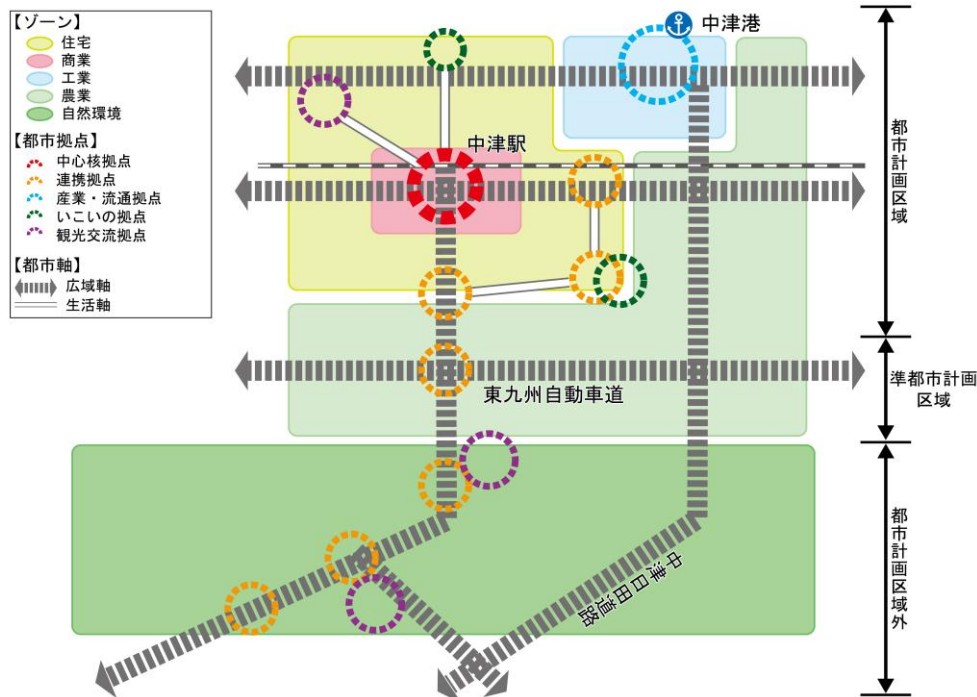 【ゾーン】
住宅
商業
工業
農業
自然環境
【都市拠点】
中心核拠点
連携拠点
産業・流通拠点
いこいの拠点
観光交流拠点
【都市軸】
広域軸
生活軸
中津港
中津駅
東九州自動車道
中津日田道路
都市計画区域
準都市計画
区域
都市計画区域外